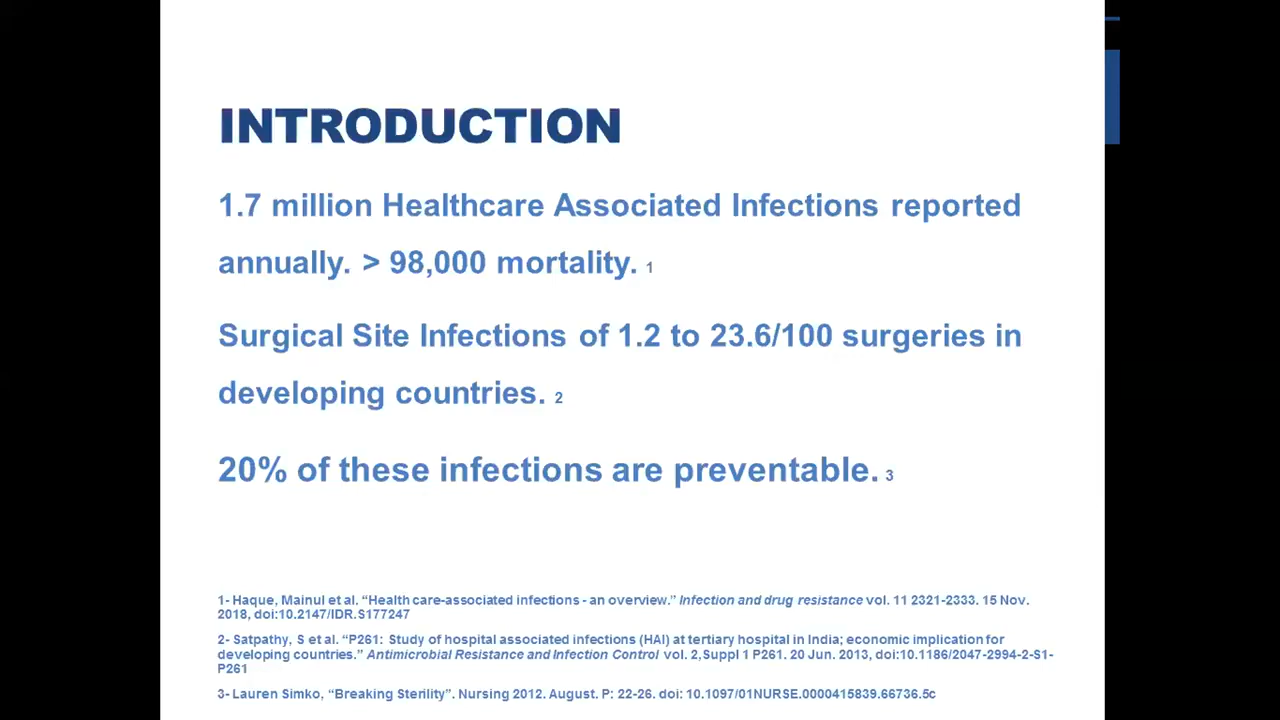 INTRODUCTION
1.7 million Healthcare Associated Infections reported
annually. > 98,000 mortality. 1
Surgical Site Infections of 1.2 to 23.6/100 surgeries in
developing countries. 2
20% of these infections are preventable. 3
1- Haque, Mainul et al. “Health care-associated infections - an overview.” Infection and drug resistance vol. 11 2321-2333. 15 Nov.
2018, doi:10.2147/IDR.S177247
2- Satpathy, S et al. “P261: Study of hospital associated infections (HAI) at tertiary hospital in India; economic implication for
developing countries.” Antimicrobial Resistance and Infection Control vol. 2,Suppl 1 P261. 20 Jun. 2013, doi:10.1186/2047-2994-2-S1-
P261
3- Lauren Simko, “Breaking Sterility”. Nursing 2012. August. P: 22-26. doi: 10.1097/01NURSE.0000415839.66736.5c